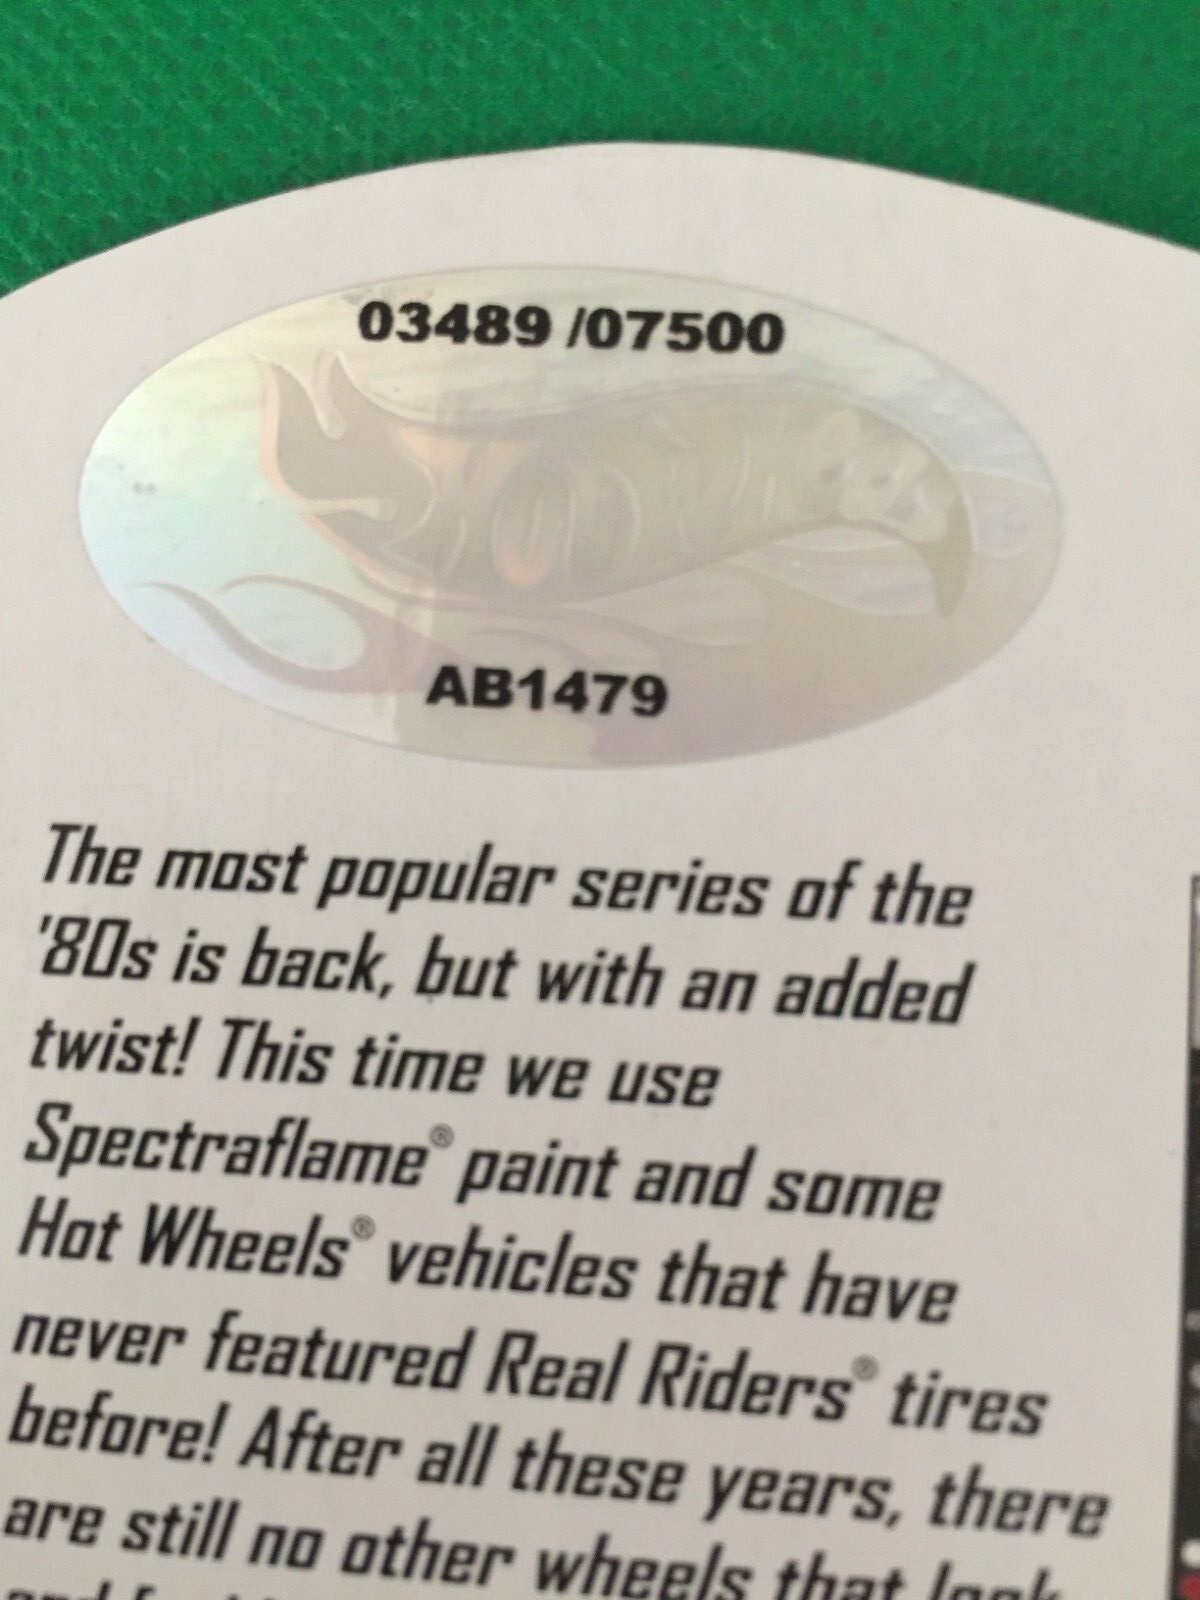 03489 /07500
AB1479
The most popular series of the
'80s is back, but with an added
twist! This time we use
Spectraflame® paint and some
Hot Wheels® vehicles that have
never featured Real Riders® tires
before! After all these years, there
are still no other wheels that look